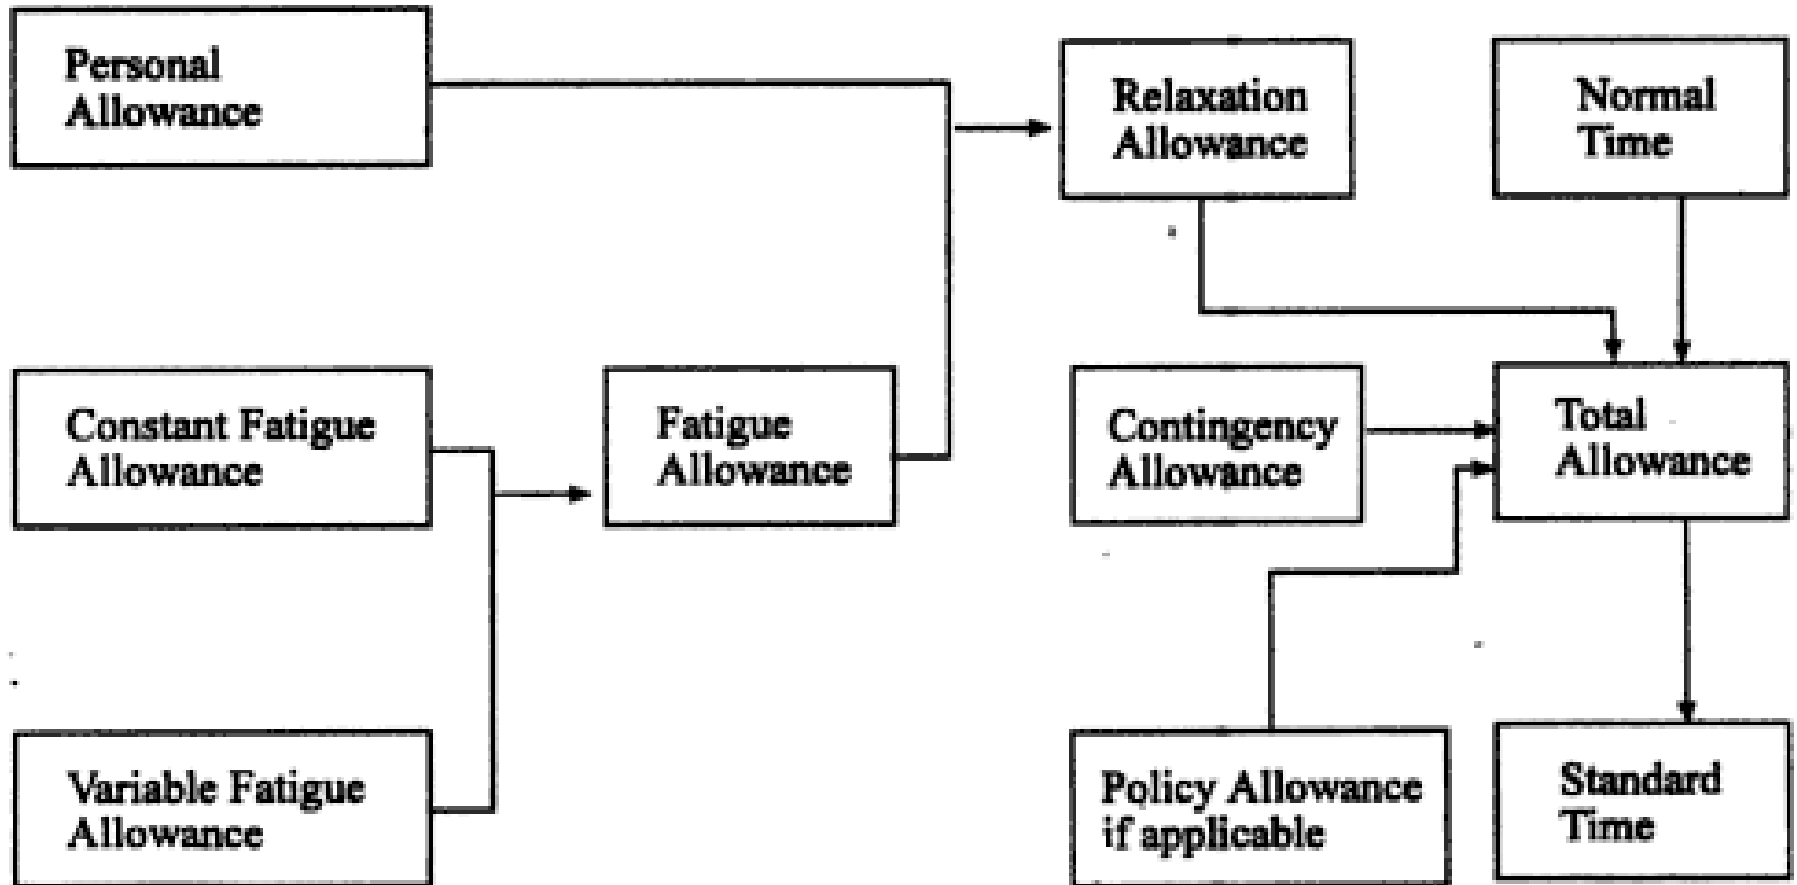 Personal
Allowance
Relaxation
Allowance
Normal
Time
Constant Fatigue
Allowance
Fatigue
Allowance
Contingency
Allowance
Total
Allowance
Variable Fatigue
Allowance
Policy Allowance
if applicable
Standard
Time